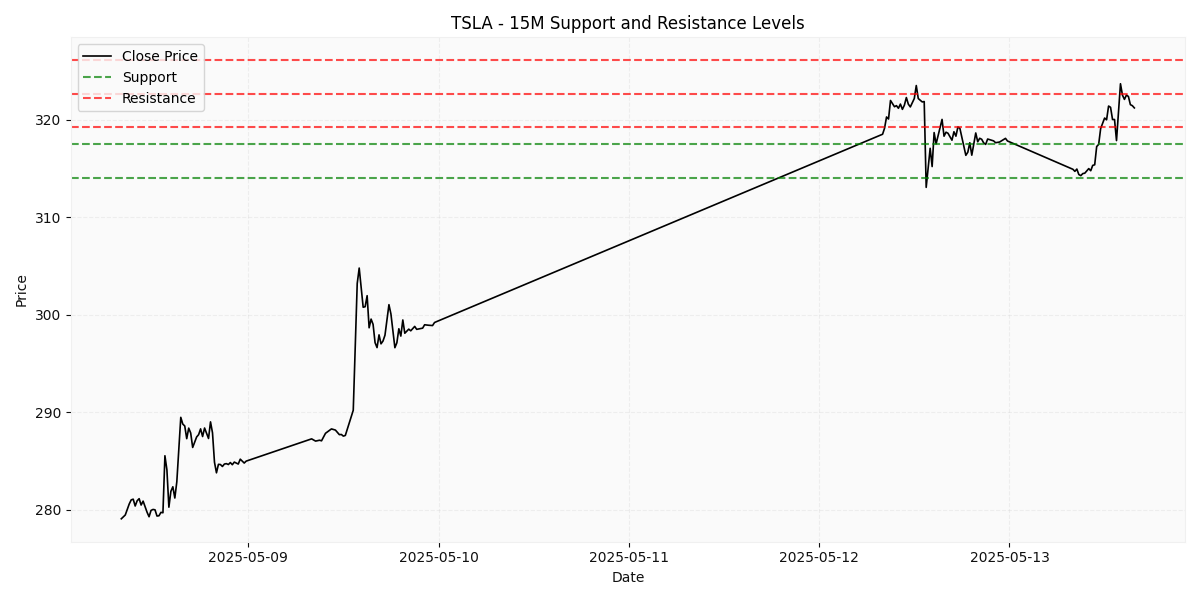 TSLA - 15M Support and Resistance Levels
Close Price
Support
Resistance
320
310
300
290
280
Price
2025-05-09
2025-05-10
2025-05-11
2025-05-12
2025-05-13
Date